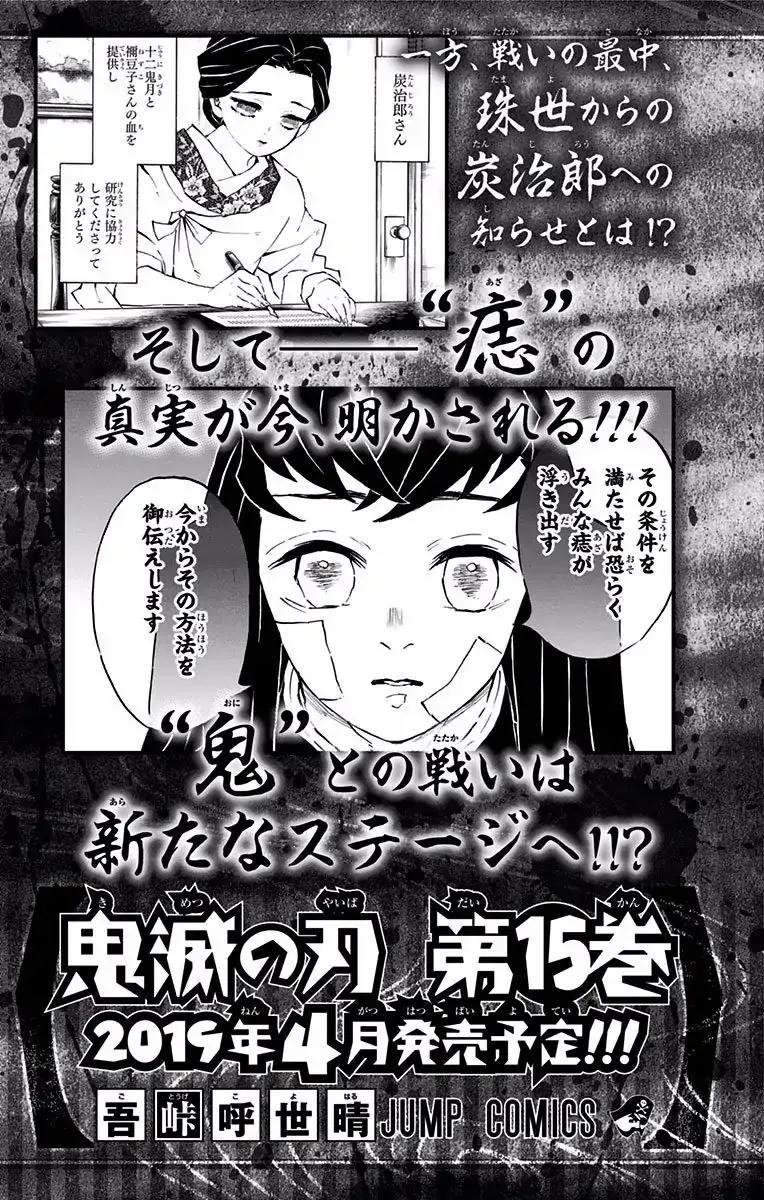 一方、戦いの最中、
珠世からの
炭治郎への
知らせとは!?
炭治郎さん
十二鬼月と
禰豆子さんの血を
提供し
研究に協力
してくださって
ありがとう
そして――“痣”の
真実が今、明かされる!!!
その条件を
満たせば恐らく
みんな痣が
浮き出す
今からその方法を
御伝えします
“鬼”との戦いは
新たなステージへ!!?
鬼滅の刃 第15巻
2019年4月発売予定!!!
吾峠呼世晴 JUMP COMICS